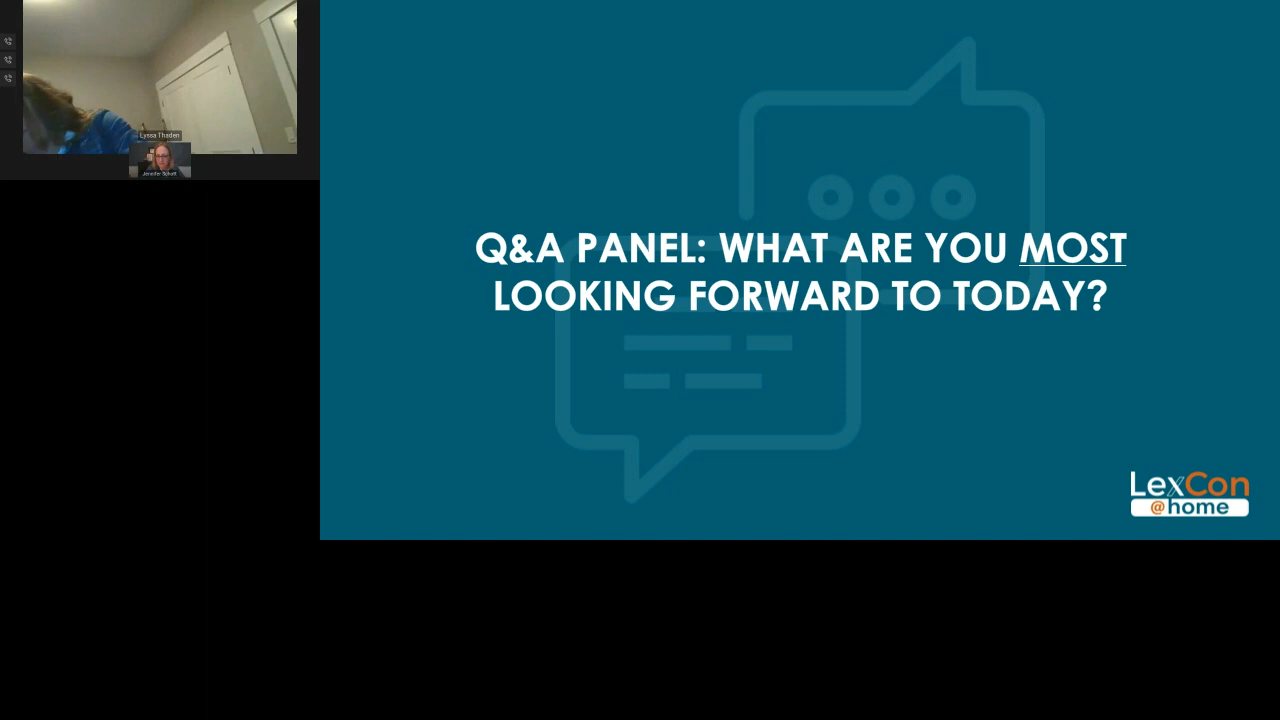 Lyssa Thaden
Jennifer Schott
Q&A PANEL: WHAT ARE YOU MOST
LOOKING FORWARD TO TODAY?
LexCon
@home